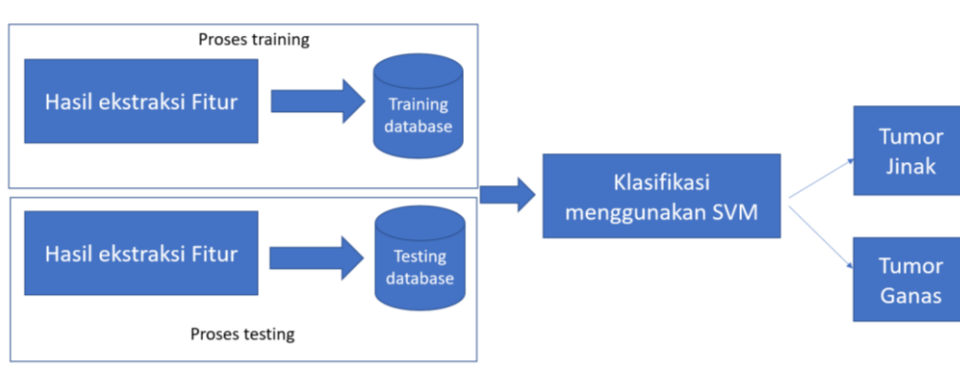 Proses training
Hasil ekstraksi Fitur
Training
database
Hasil ekstraksi Fitur
Testing
database
Proses testing
Klasifikasi
menggunakan SVM
Tumor
Jinak
Tumor
Ganas